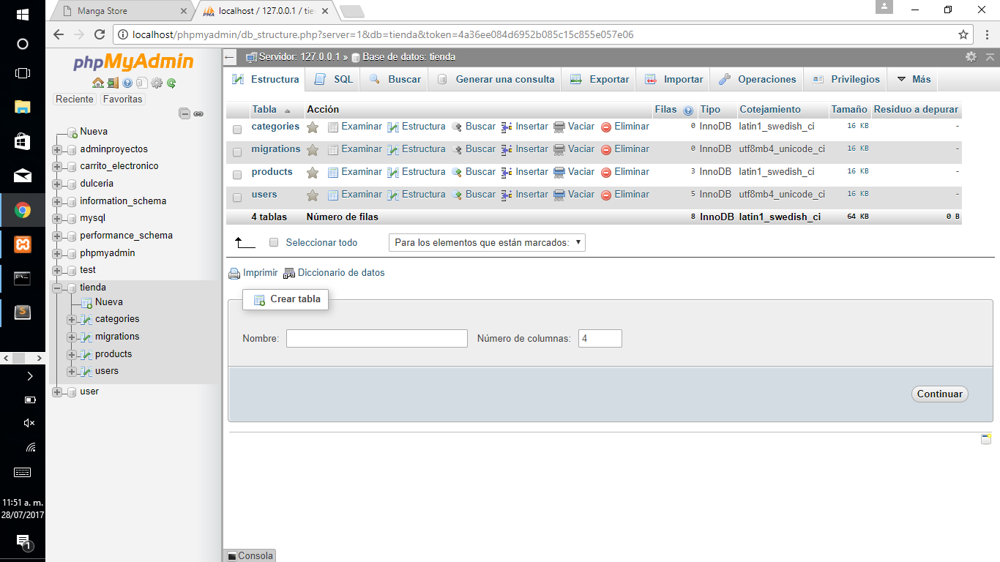 Manga Store
localhost / 127.0.0.1 / tie
localhost/phpmyadmin/db_structure.php?server=1&db=tienda&token=4a36ee084d6952b085c15c855e057e06
phpMyAdmin
Reciente Favoritas
Nueva
adminproyectos
carrito_electronico
dulceria
information_schema
mysql
performance_schema
phpmyadmin
test
tienda
Nueva
categories
migrations
products
users
user
Servidor: 127.0.0.1 » Base de datos: tienda
Estructura SQL Buscar Generar una consulta Exportar Importar Operaciones Privilegios Más
Tabla Acción Filas Tipo Cotejamiento Tamaño Residuo a depurar
categories Examinar Estructura Buscar Insertar Vaciar Eliminar 0 InnoDB latin1_swedish_ci 16 KB -
migrations Examinar Estructura Buscar Insertar Vaciar Eliminar 0 InnoDB utf8mb4_unicode_ci 16 KB -
products Examinar Estructura Buscar Insertar Vaciar Eliminar 3 InnoDB latin1_swedish_ci 16 KB -
users Examinar Estructura Buscar Insertar Vaciar Eliminar 5 InnoDB utf8mb4_unicode_ci 16 KB -
4 tablas Número de filas 8 InnoDB latin1_swedish_ci 64 KB 0 B
Seleccionar todo Para los elementos que están marcados:
Imprimir Diccionario de datos
Crear tabla
Nombre: Número de columnas: 4
Continuar
Consola
11:51 a. m.
28/07/2017
1